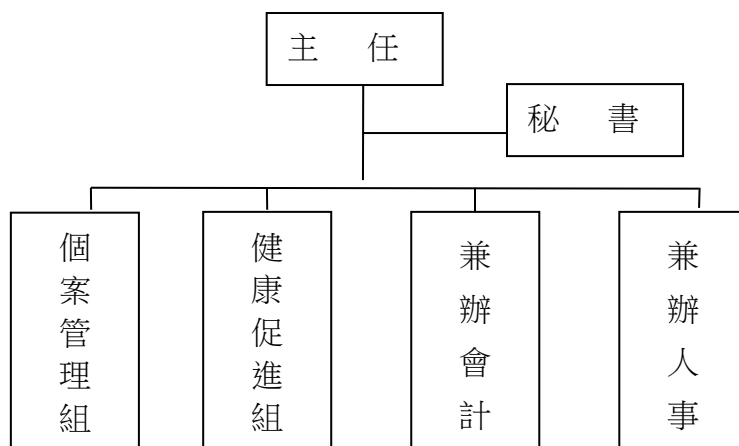 主 任
秘 書
個案管理組
健康促進組
兼辦會計
兼辦人事